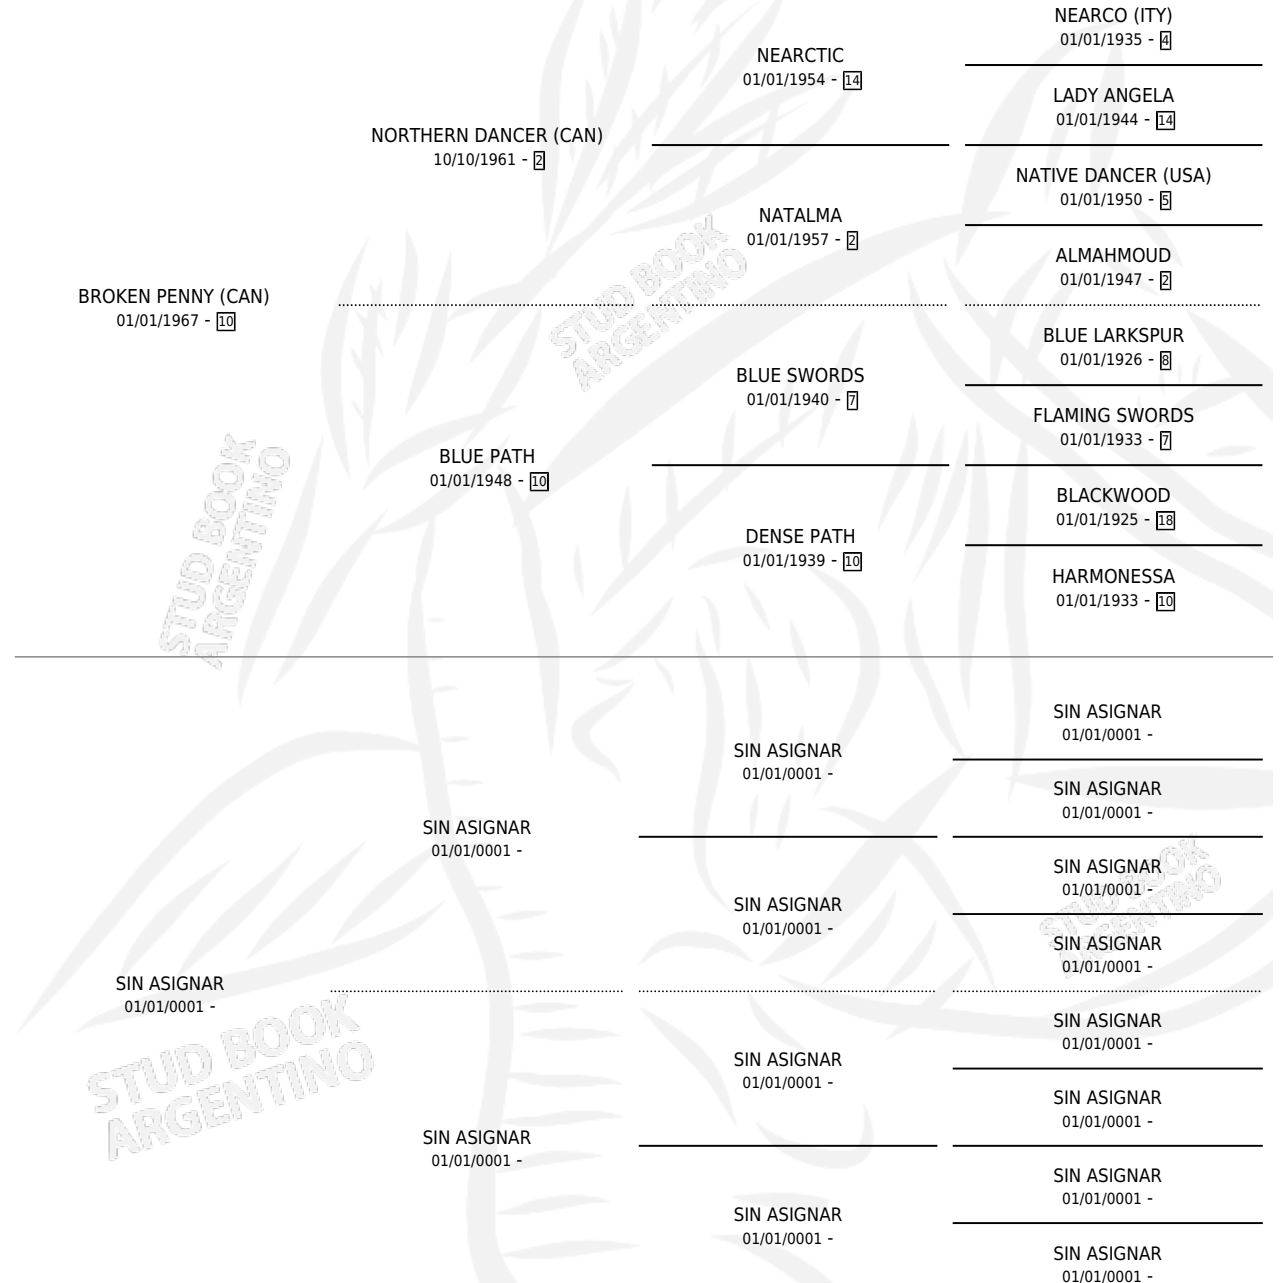 NEARCO (ITY)
01/01/1935 - 4
NEARCTIC
01/01/1954 - 14
LADY ANGELA
01/01/1944 - 14
NORTHERN DANCER (CAN)
10/10/1961 - 2
NATIVE DANCER (USA)
01/01/1950 - 5
NATALMA
01/01/1957 - 2
ALMAHMOUD
01/01/1947 - 2
BROKEN PENNY (CAN)
01/01/1967 - 10
BLUE LARKSPUR
01/01/1926 - 8
BLUE SWORDS
01/01/1940 - 7
FLAMING SWORDS
01/01/1933 - 7
BLUE PATH
01/01/1948 - 10
BLACKWOOD
01/01/1925 - 18
DENSE PATH
01/01/1939 - 10
HARMONESSA
01/01/1933 - 10
STUD BOOK
ARGENTINO
STUD BOOK
ARGENTINO
SIN ASIGNAR
01/01/0001 -
SIN ASIGNAR
01/01/0001 -
SIN ASIGNAR
01/01/0001 -
SIN ASIGNAR
01/01/0001 -
SIN ASIGNAR
01/01/0001 -
SIN ASIGNAR
01/01/0001 -
SIN ASIGNAR
01/01/0001 -
SIN ASIGNAR
01/01/0001 -
SIN ASIGNAR
01/01/0001 -
SIN ASIGNAR
01/01/0001 -
SIN ASIGNAR
01/01/0001 -
SIN ASIGNAR
01/01/0001 -
SIN ASIGNAR
01/01/0001 -
SIN ASIGNAR
01/01/0001 -
SIN ASIGNAR
01/01/0001 -
STUD BOOK
ARGENTINO
STUD BOOK
ARGENTINO